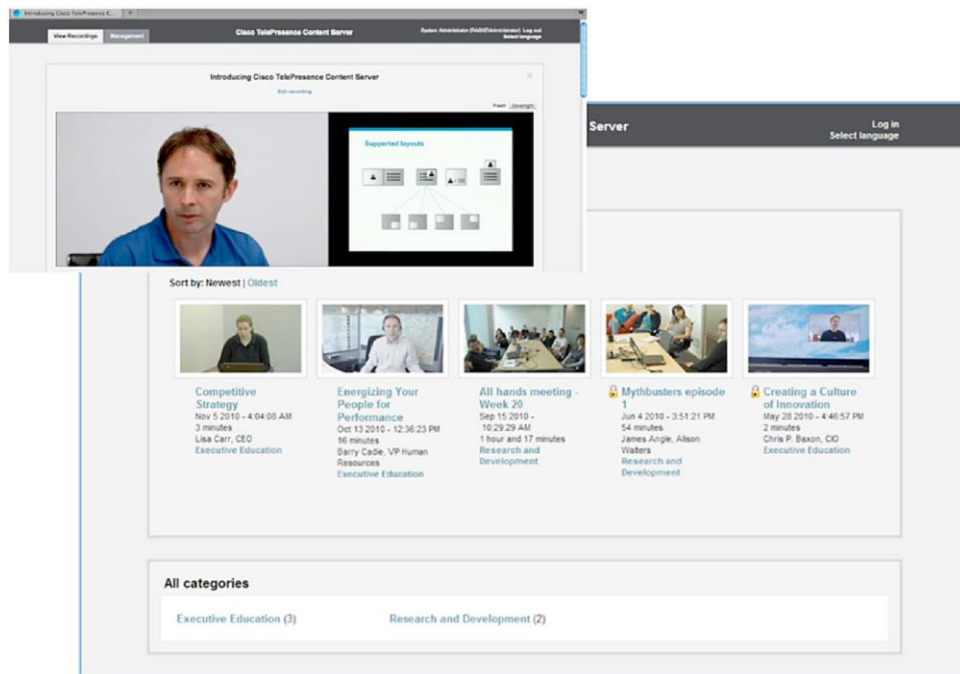 Introducing Cisco TelePresence C...
View Recordings
Management
Cisco TelePresence Content Server
System Administrator Log out
Select language
Introducing Cisco TelePresence Content Server
Edit recording
Flash Silverlight
Supported layouts
Server
Log in
Select language
Sort by: Newest | Oldest
Competitive
Strategy
Nov 5 2010 - 4:04:08 AM
3 minutes
Lisa Carr, CEO
Executive Education
Energizing Your
People for
Performance
Oct 13 2010 - 12:36:23 PM
16 minutes
Barry Cade, VP Human
Resources
Executive Education
All hands meeting -
Week 20
Sep 15 2010 -
10:29:29 AM
1 hour and 17 minutes
Research and
Development
Mythbusters episode
1
Jun 4 2010 - 3:51:21 PM
54 minutes
James Angle, Alison
Walters
Research and
Development
Creating a Culture
of Innovation
May 28 2010 - 4:46:57 PM
2 minutes
Chris P. Baxon, CIO
Executive Education
All categories
Executive Education (3)
Research and Development (2)